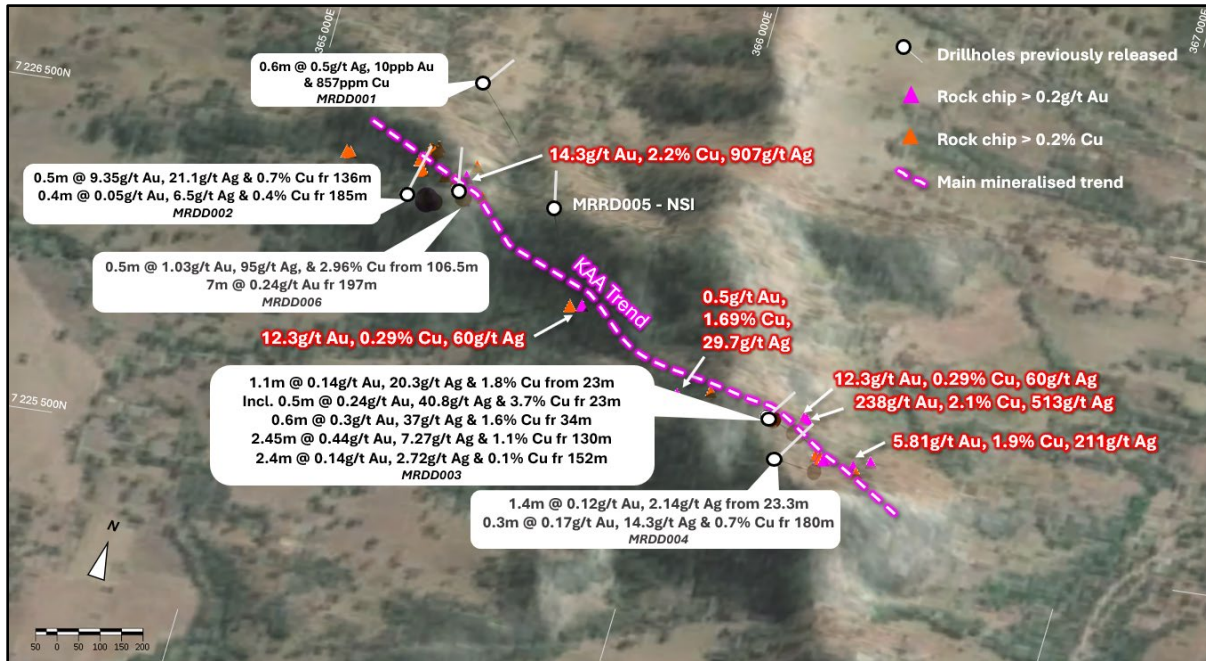 365 000E
366 000E
367 000E
7 226 500N
0.6m @ 0.5g/t Ag, 10ppb Au
& 857ppm Cu
MRDD001
Drillholes previously released
Rock chip > 0.2g/t Au
Rock chip > 0.2% Cu
Main mineralised trend
14.3g/t Au, 2.2% Cu, 907g/t Ag
0.5m @ 9.35g/t Au, 21.1g/t Ag & 0.7% Cu fr 136m
0.4m @ 0.05g/t Au, 6.5g/t Ag & 0.4% Cu fr 185m
MRDD002
MRRD005 - NSI
0.5m @ 1.03g/t Au, 95g/t Ag, & 2.96% Cu from 106.5m
7m @ 0.24g/t Au fr 197m
MRDD006
KAA Trend
12.3g/t Au, 0.29% Cu, 60g/t Ag
0.5g/t Au,
1.69% Cu,
29.7g/t Ag
7 225 500N
1.1m @ 0.14g/t Au, 20.3g/t Ag & 1.8% Cu from 23m
Incl. 0.5m @ 0.24g/t Au, 40.8g/t Ag & 3.7% Cu fr 23m
0.6m @ 0.3g/t Au, 37g/t Ag & 1.6% Cu fr 34m
2.45m @ 0.44g/t Au, 7.27g/t Ag & 1.1% Cu fr 130m
2.4m @ 0.14g/t Au, 2.72g/t Ag & 0.1% Cu fr 152m
MRDD003
12.3g/t Au, 0.29% Cu, 60g/t Ag
238g/t Au, 2.1% Cu, 513g/t Ag
5.81g/t Au, 1.9% Cu, 211g/t Ag
1.4m @ 0.12g/t Au, 2.14g/t Ag from 23.3m
0.3m @ 0.17g/t Au, 14.3g/t Ag & 0.7% Cu fr 180m
MRDD004
N
50 0 50 100 150 200